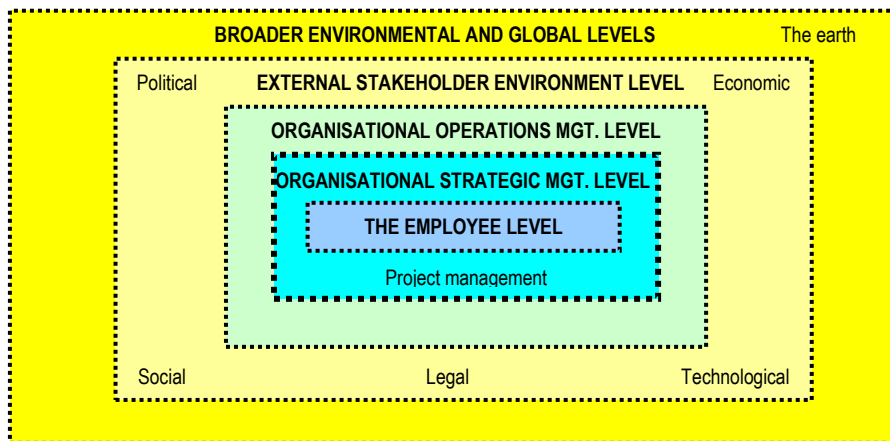 BROADER ENVIRONMENTAL AND GLOBAL LEVELS The earth
Political EXTERNAL STAKEHOLDER ENVIRONMENT LEVEL Economic
ORGANISATIONAL OPERATIONS MGT. LEVEL
ORGANISATIONAL STRATEGIC MGT. LEVEL
THE EMPLOYEE LEVEL
Project management
Social Legal Technological